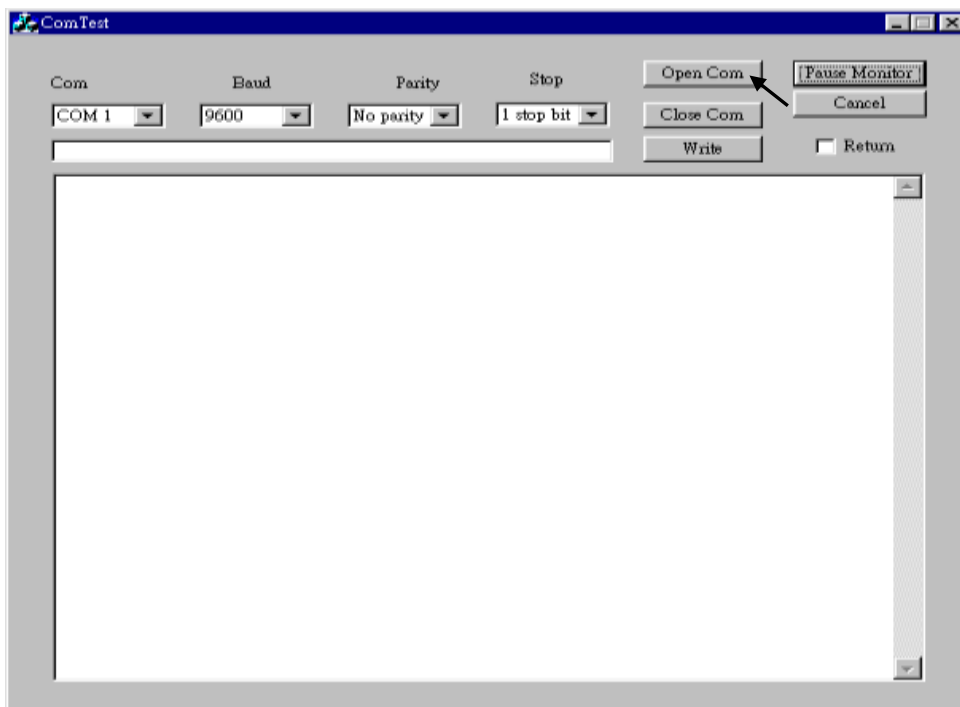 ComTest
Com Baud Parity Stop Open Com Pause Monitor
COM 1 9600 No parity 1 stop bit Close Com Cancel
Write Return